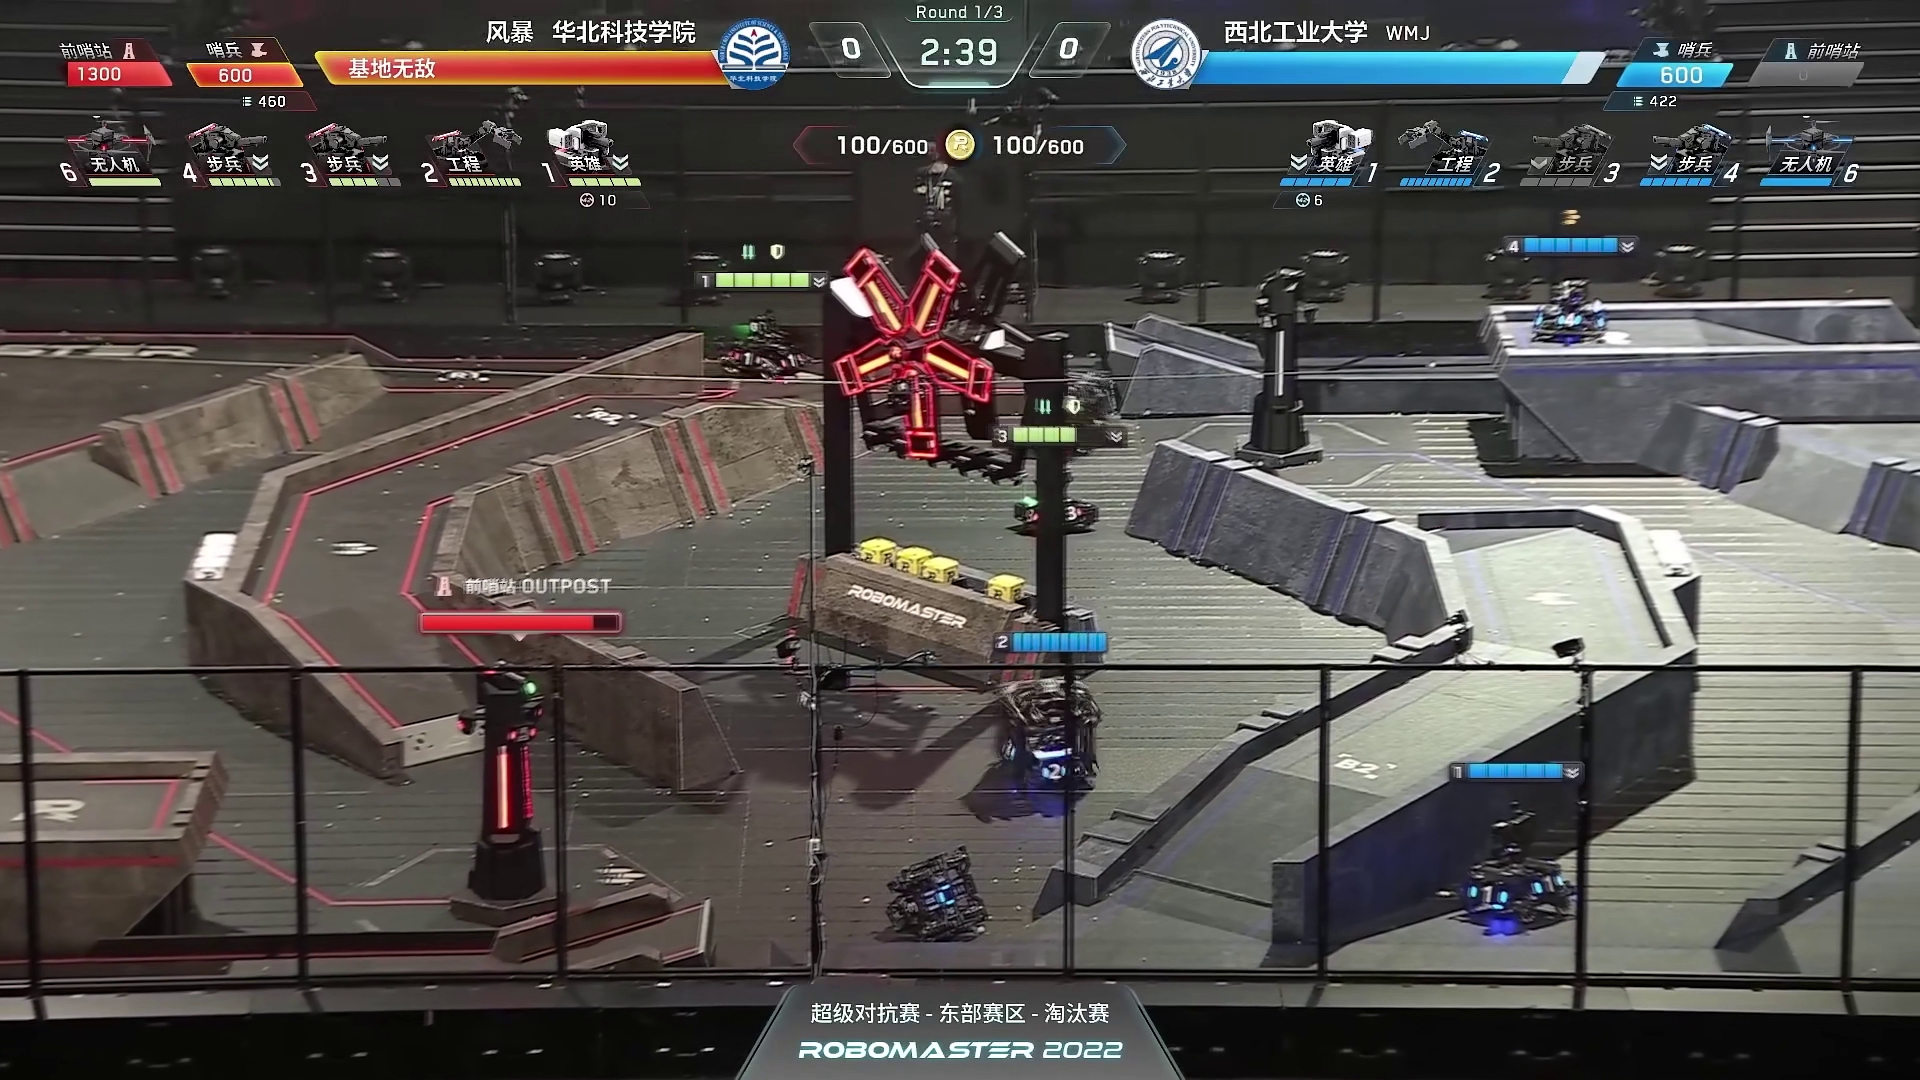 Round 1/3
风暴 华北科技学院
0
2:39
0
西北工业大学 WMJ
前哨站
1300
哨兵
600
460
基地无敌
哨兵
600
422
前哨站
0
6 无人机
4 步兵
3 步兵
2 工程
1 英雄
10
100/600
100/600
英雄 1
6
工程 2
步兵 3
步兵 4
无人机 6
4
1
3
3
前哨站 OUTPOST
ROBOMASTER
2
2
B2
1
R
超级对抗赛 - 东部赛区 - 淘汰赛
ROBOMASTER 2022